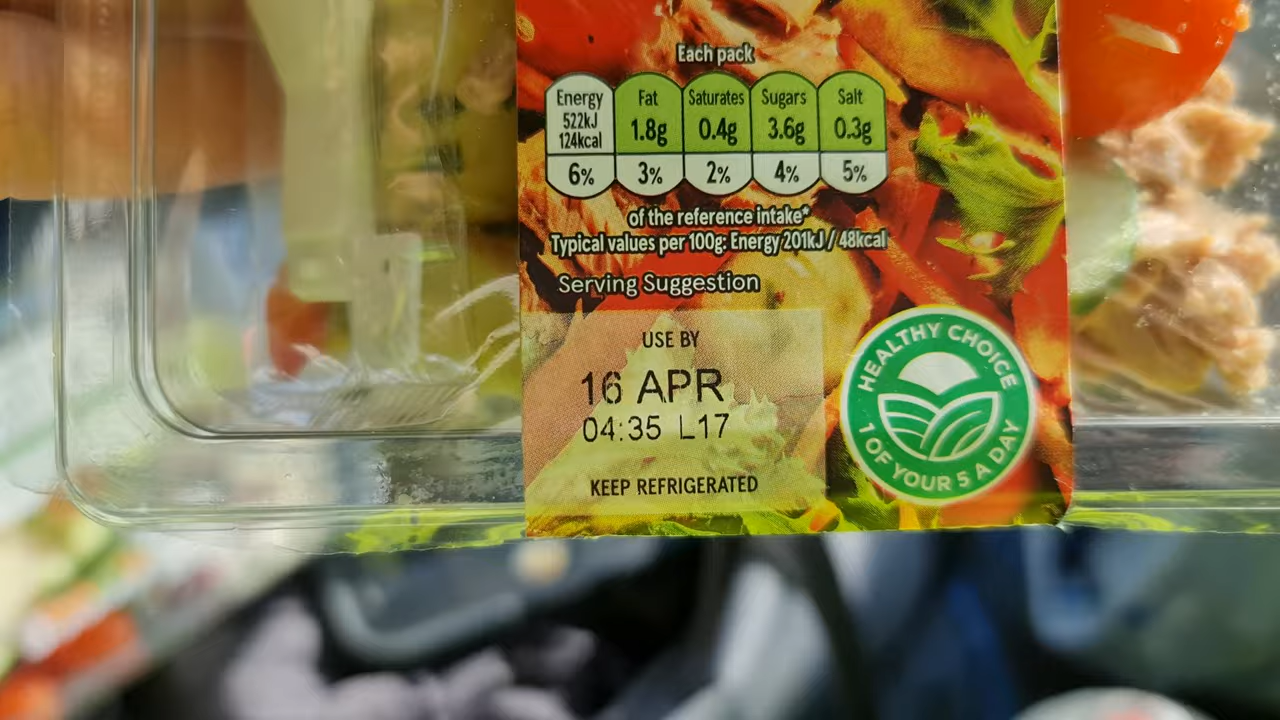 Each pack
Energy Fat Saturates Sugars Salt
522kJ
124kcal 1.8g 0.4g 3.6g 0.3g
6% 3% 2% 4% 5%
of the reference intake*
Typical values per 100g: Energy 201kJ / 48kcal
Serving Suggestion
USE BY
16 APR
04:35 L17
KEEP REFRIGERATED
HEALTHY CHOICE
1 OF YOUR 5 A DAY